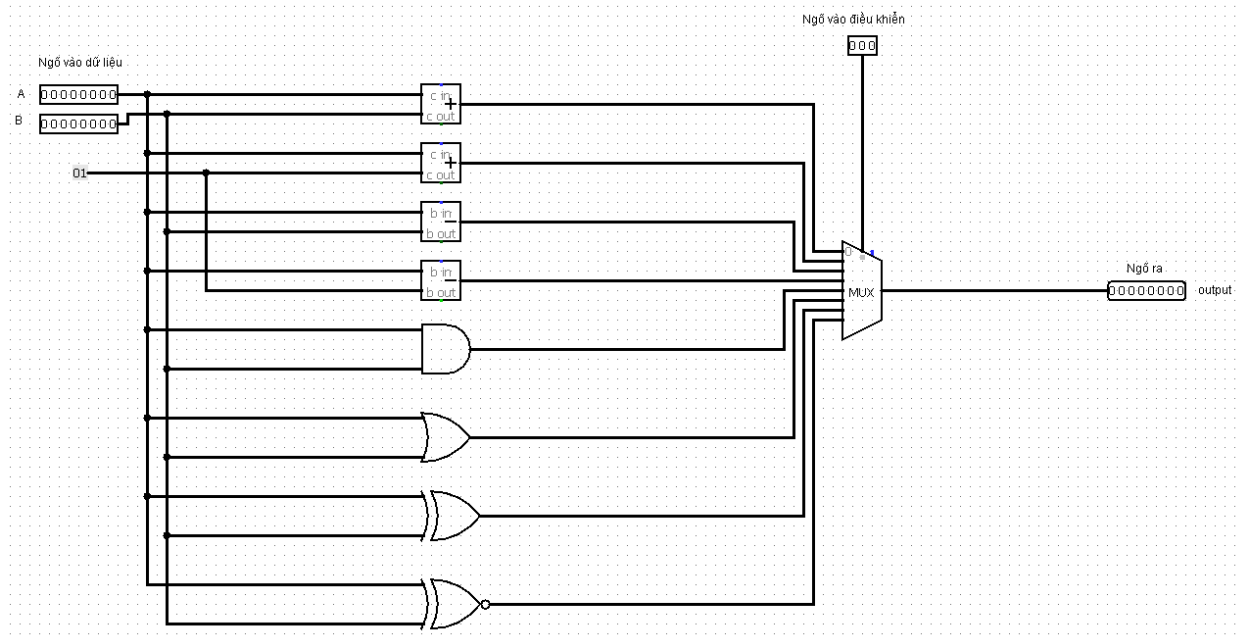 Ngõ vào điều khiển
000
Ngõ vào dữ liệu
A 00000000
B 00000000
01
c in
+
c out
c in
+
c out
b in
−
b out
b in
−
b out
0
MUX
Ngõ ra
00000000 output